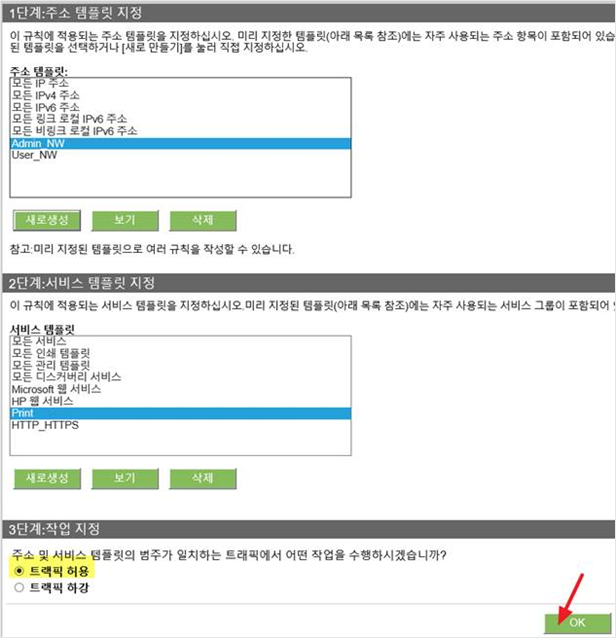 1단계:주소 템플릿 지정
이 규칙에 적용되는 주소 템플릿을 지정하십시오. 미리 지정한 템플릿(아래 목록 참조)에는 자주 사용되는 주소 항목이 포함되어 있습
된 템플릿을 선택하거나 [새로 만들기]를 눌러 직접 지정하십시오.
주소 템플릿:
모든 IP 주소
모든 IPv4 주소
모든 IPv6 주소
모든 링크 로컬 IPv6 주소
모든 비링크 로컬 IPv6 주소
Admin_NW
User_NW
새로생성 보기 삭제
참고:미리 지정된 템플릿으로 여러 규칙을 작성할 수 있습니다.
2단계:서비스 템플릿 지정
이 규칙에 적용되는 서비스 템플릿을 지정하십시오.미리 지정된 템플릿(아래 목록 참조)에는 자주 사용되는 서비스 그룹이 포함되어
서비스 템플릿
모든 서비스
모든 인쇄 템플릿
모든 관리 템플릿
모든 디스커버리 서비스
Microsoft 웹 서비스
HP 웹 서비스
Print
HTTP_HTTPS
새로생성 보기 삭제
3단계:작업 지정
주소 및 서비스 템플릿의 범주가 일치하는 트래픽에서 어떤 작업을 수행하시겠습니까?
트랙픽 허용
트랙픽 하강
OK